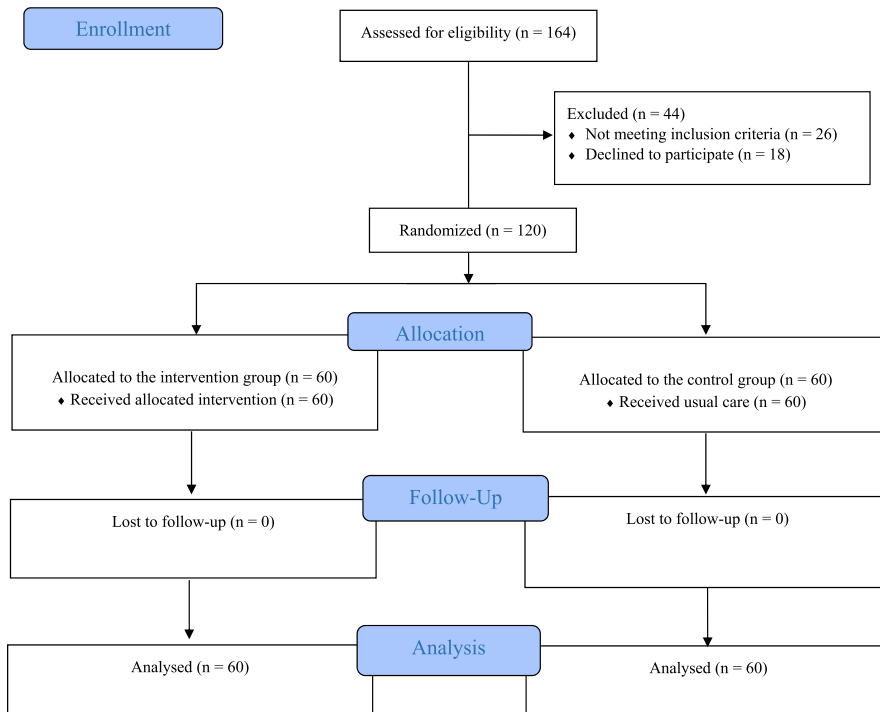 Enrollment
Assessed for eligibility (n = 164)
Excluded (n = 44)
♦ Not meeting inclusion criteria (n = 26)
♦ Declined to participate (n = 18)
Randomized (n = 120)
Allocation
Allocated to the intervention group (n = 60)
♦ Received allocated intervention (n = 60)
Allocated to the control group (n = 60)
♦ Received usual care (n = 60)
Follow-Up
Lost to follow-up (n = 0)
Lost to follow-up (n = 0)
Analysis
Analysed (n = 60)
Analysed (n = 60)